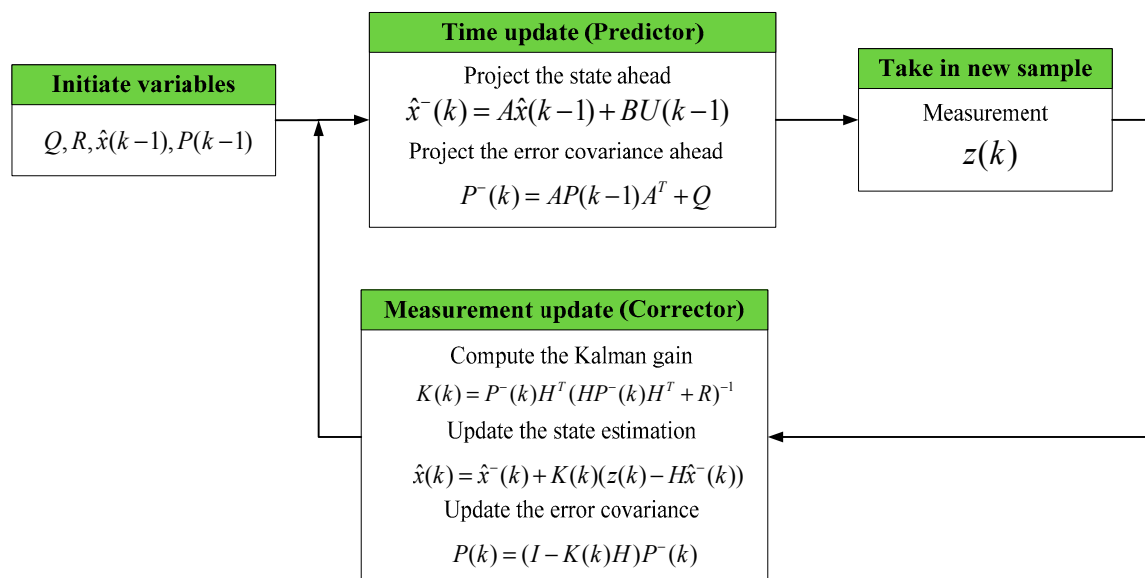 Initiate variables
Q, R, x̂(k−1), P(k−1)
Time update (Predictor)
Project the state ahead
x̂⁻(k) = Ax̂(k−1) + BU(k−1)
Project the error covariance ahead
P⁻(k) = AP(k−1)Aᵀ + Q
Take in new sample
Measurement
z(k)
Measurement update (Corrector)
Compute the Kalman gain
K(k) = P⁻(k)Hᵀ(HP⁻(k)Hᵀ + R)⁻¹
Update the state estimation
x̂(k) = x̂⁻(k) + K(k)(z(k) − Hx̂⁻(k))
Update the error covariance
P(k) = (I − K(k)H)P⁻(k)